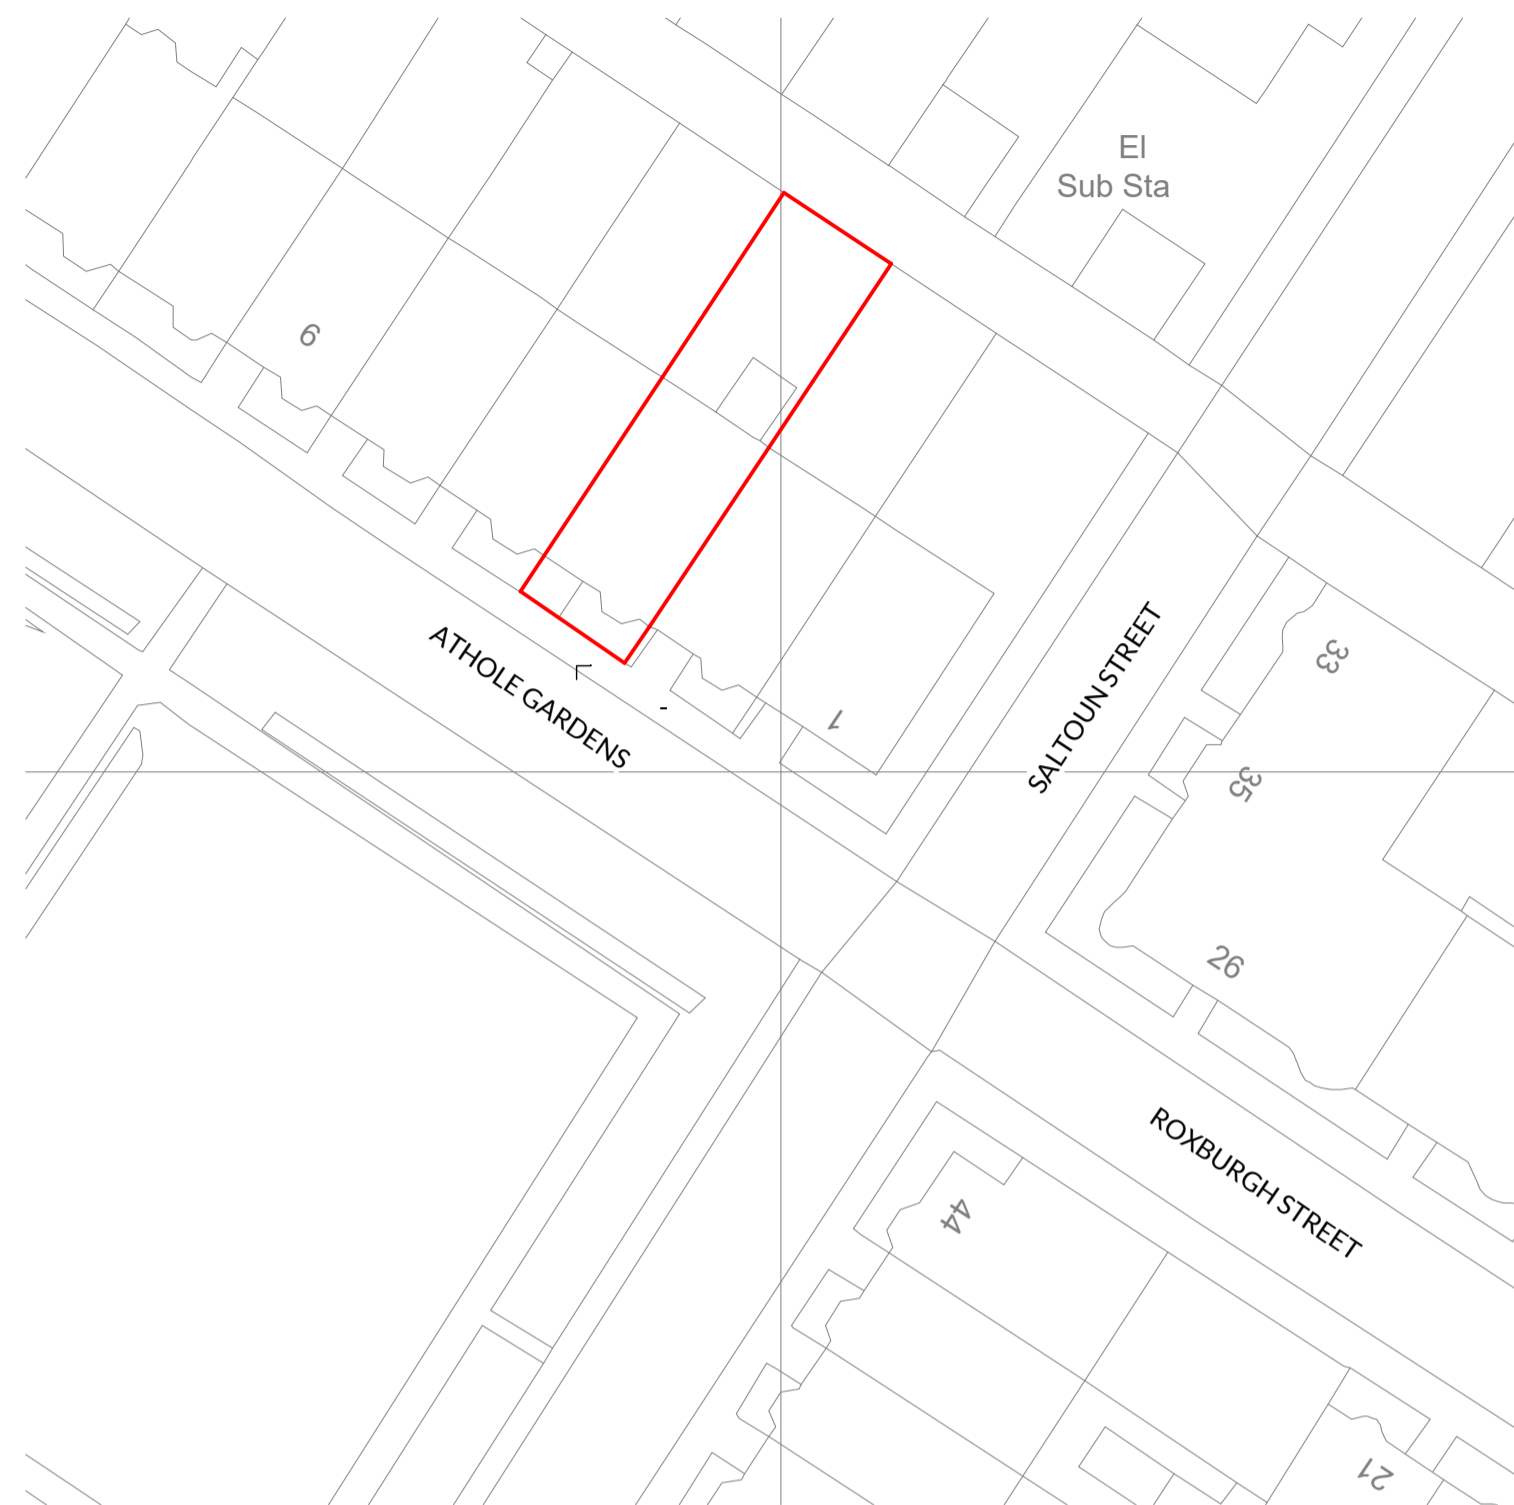 El
Sub Sta
6
ATHOLE GARDENS
1
SALTOUN STREET
33
35
26
ROXBURGH STREET
44
21